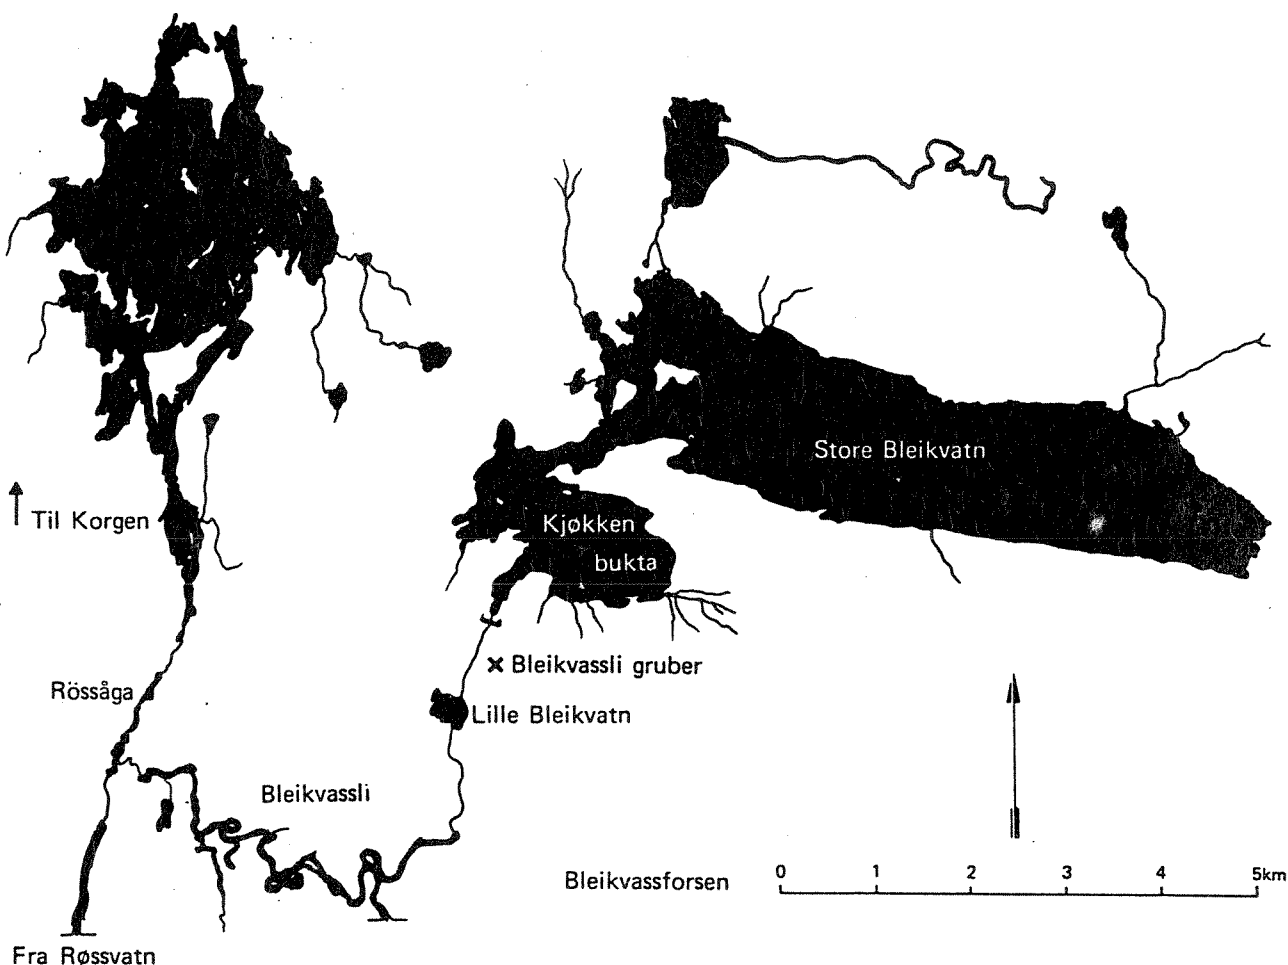 Store Bleikvatn
Til Korgen
Kjøkken
bukta
Bleikvassli gruber
Rössåga
Lille Bleikvatn
Bleikvassli
Bleikvassforsen
0 1 2 3 4 5km
Fra Røssvatn